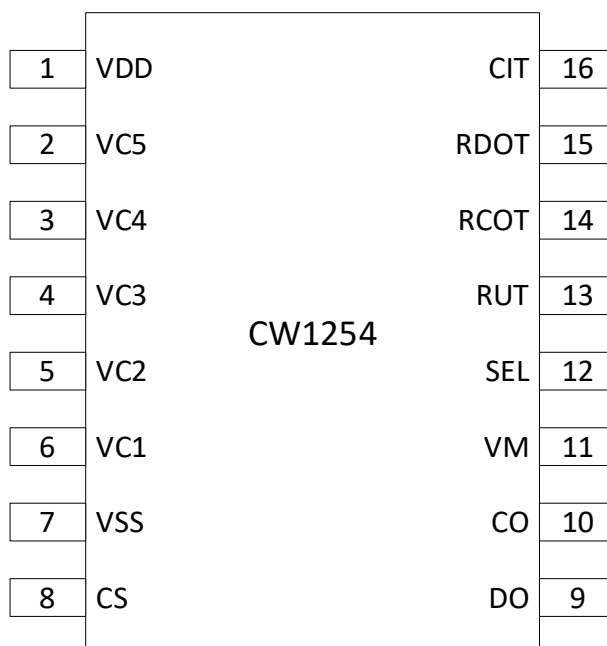 1 VDD CIT 16
2 VC5 RDOT 15
3 VC4 RCOT 14
4 VC3 RUT 13
CW1254
5 VC2 SEL 12
6 VC1 VM 11
7 VSS CO 10
8 CS DO 9